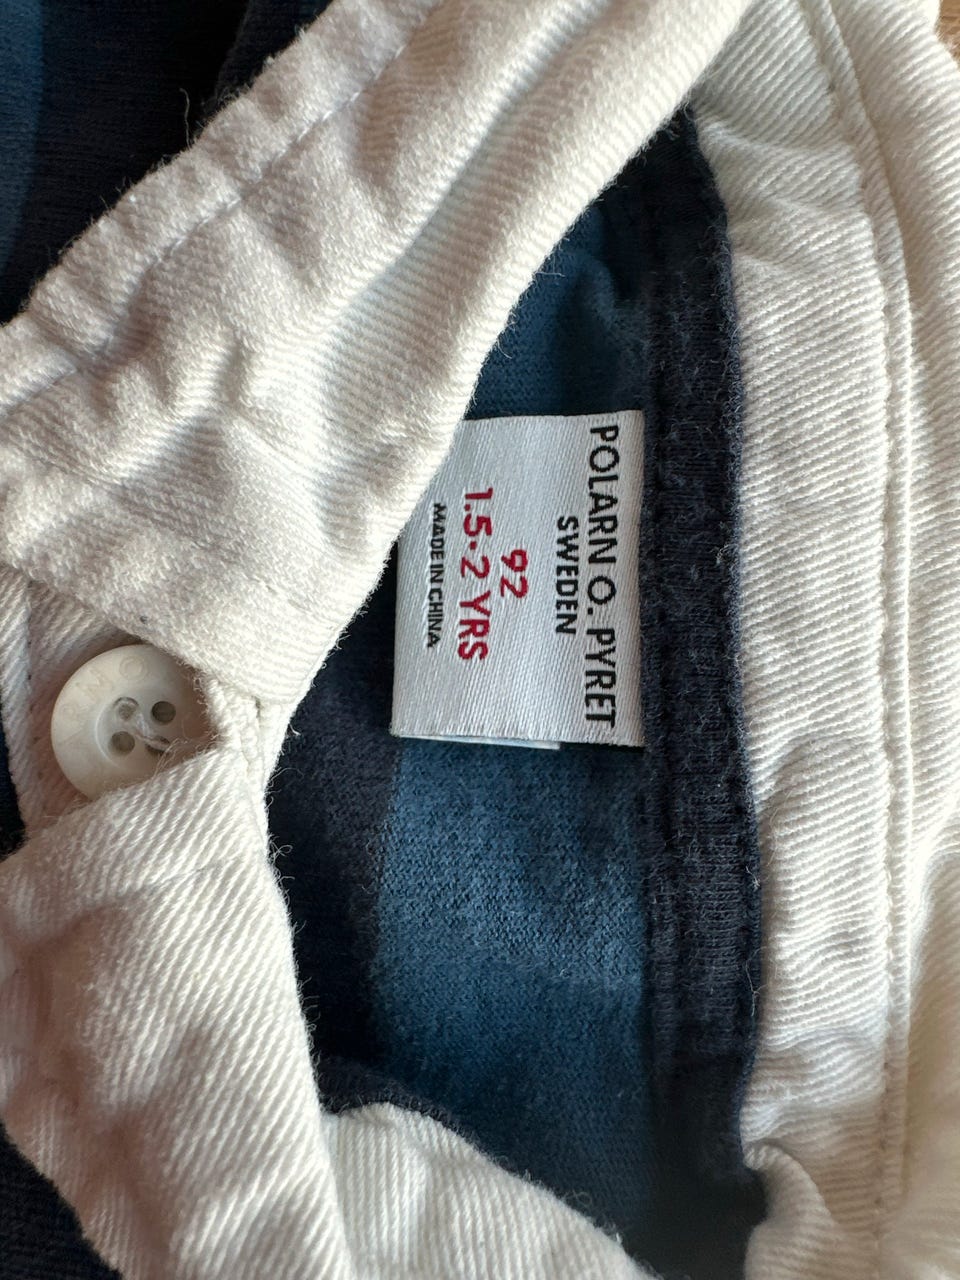 POLARN O. PYRET
SWEDEN
92
1.5-2 YRS
MADE IN CHINA